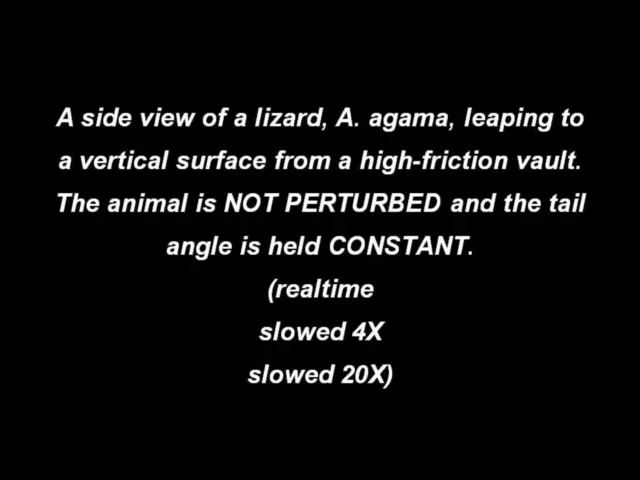 A side view of a lizard, A. agama, leaping to
a vertical surface from a high-friction vault.
The animal is NOT PERTURBED and the tail
angle is held CONSTANT.
(realtime
slowed 4X
slowed 20X)